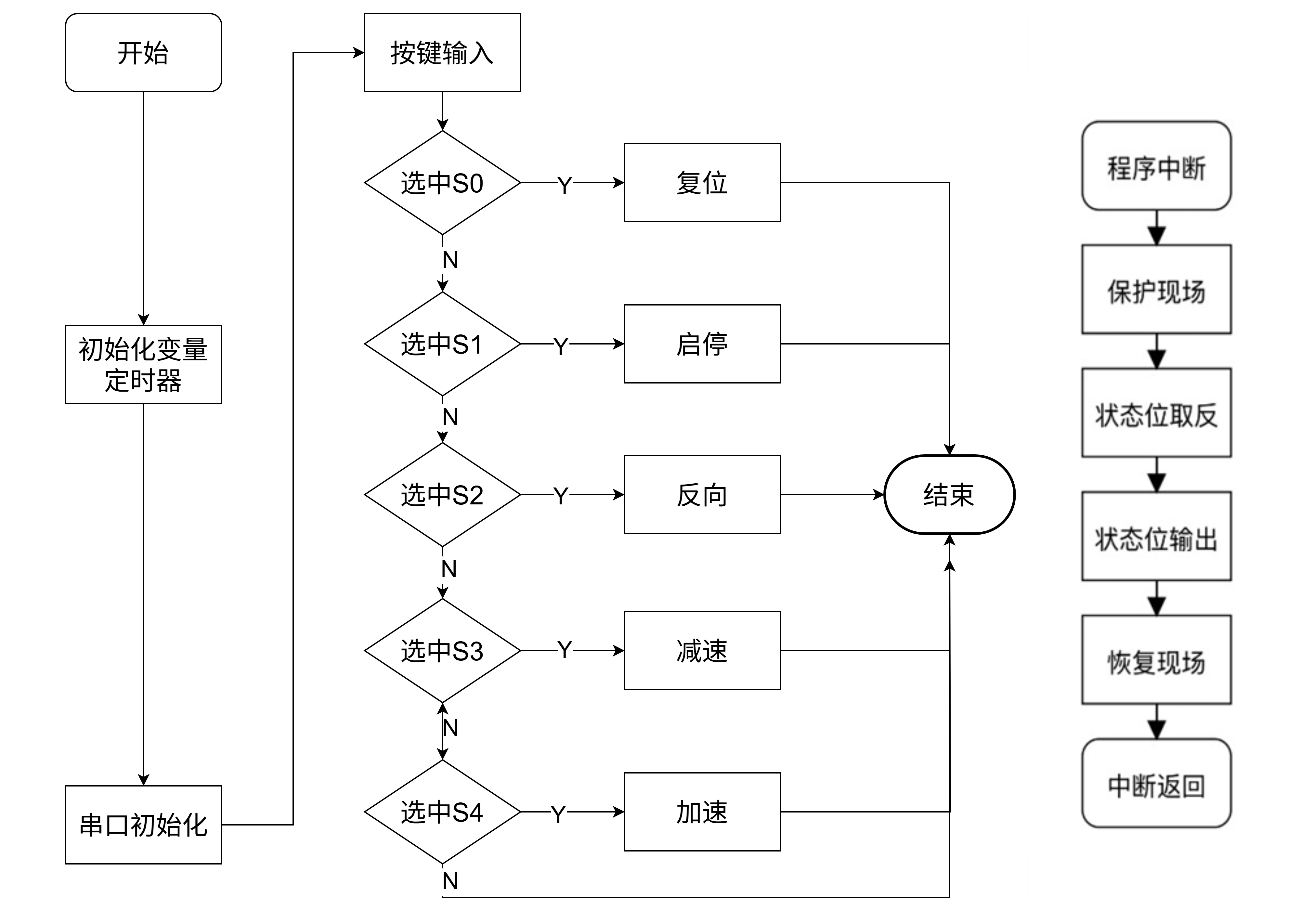 开始
初始化变量
定时器
串口初始化
按键输入
选中S0
Y
复位
N
选中S1
Y
启停
N
选中S2
Y
反向
结束
N
选中S3
Y
减速
N
选中S4
Y
加速
N
程序中断
保护现场
状态位取反
状态位输出
恢复现场
中断返回